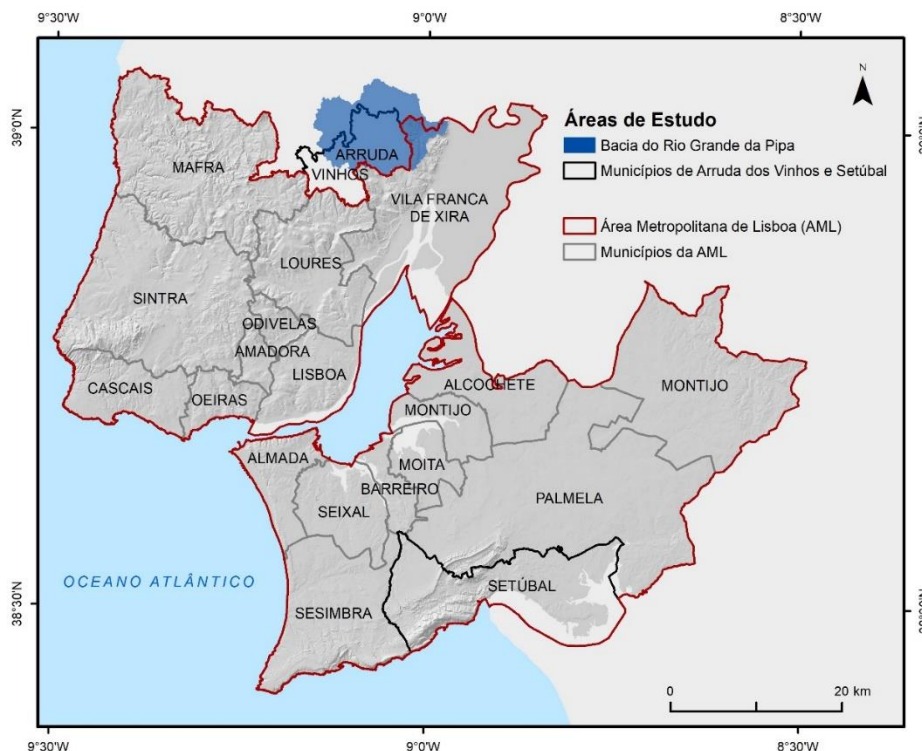 9°30'W
9°0'W
8°30'W
N
39°0'N
Áreas de Estudo
Bacia do Rio Grande da Pipa
Municípios de Arruda dos Vinhos e Setúbal
Área Metropolitana de Lisboa (AML)
Municípios da AML
MAFRA
ARRUDA
VINHOS
VILA FRANCA
DE XIRA
LOURES
SINTRA
ODIVELAS
AMADORA
LISBOA
CASCAIS
OEIRAS
ALCOCHETE
MONTIJO
MONTIJO
ALMADA
MOITA
BARREIRO
SEIXAL
PALMELA
OCEANO ATLÂNTICO
SETÚBAL
SESIMBRA
38°30'N
0
20 km
9°30'W
9°0'W
8°30'W